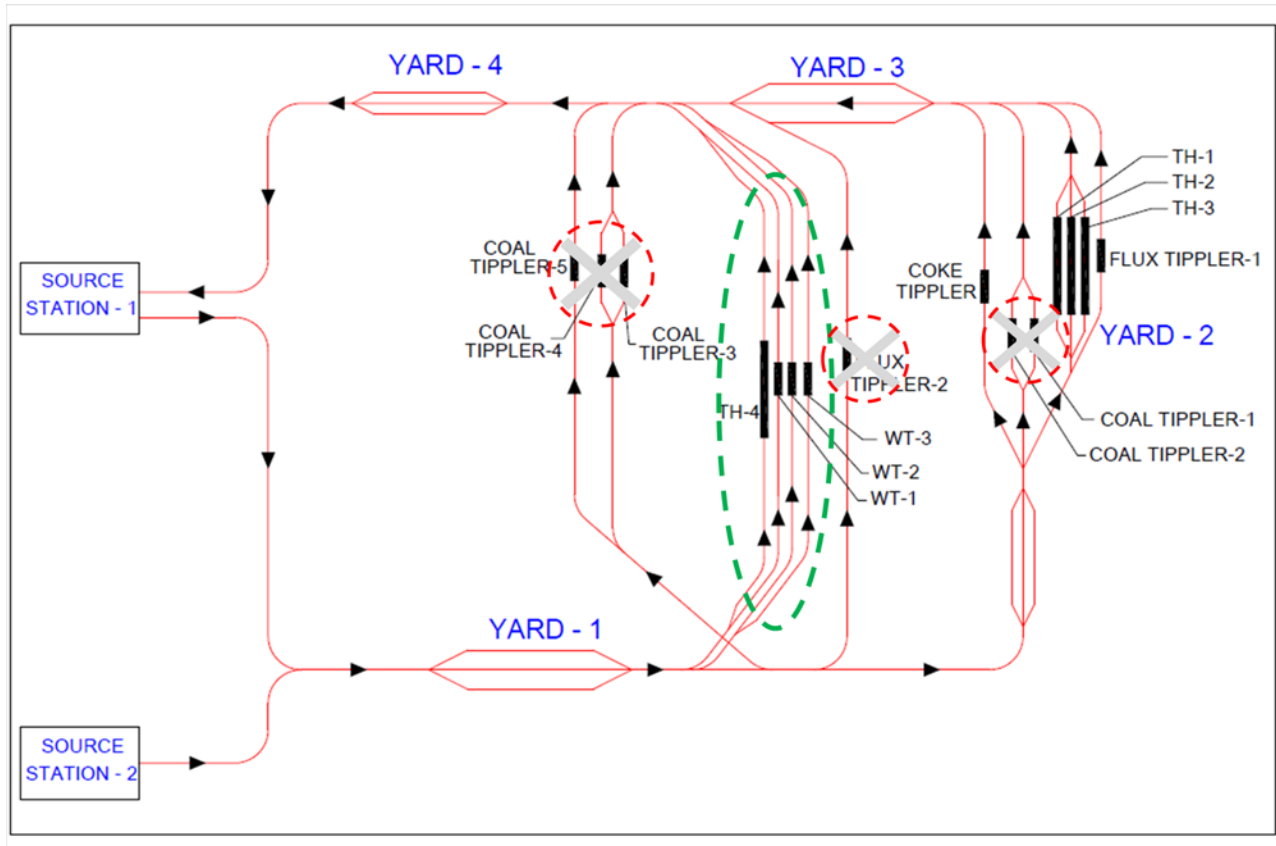 YARD - 4
YARD - 3
TH-1
TH-2
TH-3
COAL
TIPPLER-5
COKE
TIPPLER
FLUX TIPPLER-1
SOURCE
STATION - 1
COAL
TIPPLER-4
COAL
TIPPLER-3
YARD - 2
TIPPLER-2
TH-4
COAL TIPPLER-1
COAL TIPPLER-2
WT-3
WT-2
WT-1
YARD - 1
SOURCE
STATION - 2